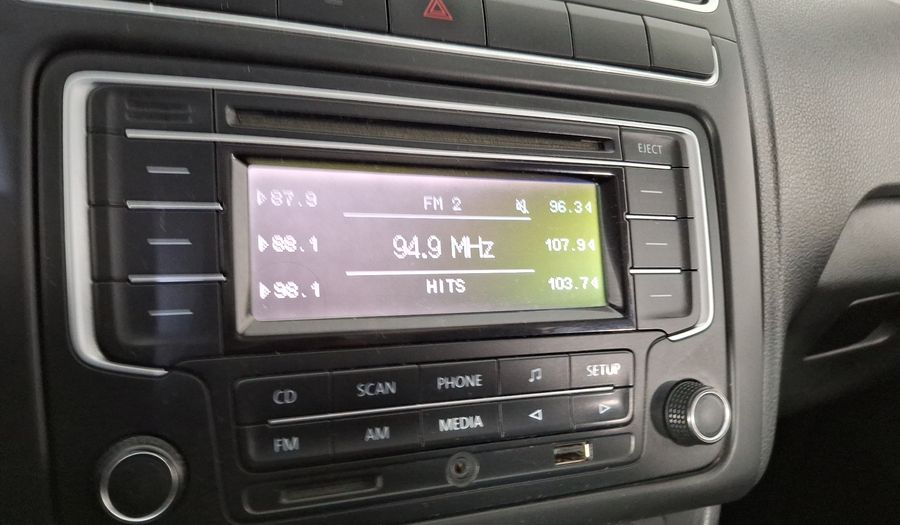 EJECT
87.9 FM 2 96.3
88.1 94.9 MHz 107.9
98.1 HITS 103.7
CD SCAN PHONE SETUP
FM AM MEDIA